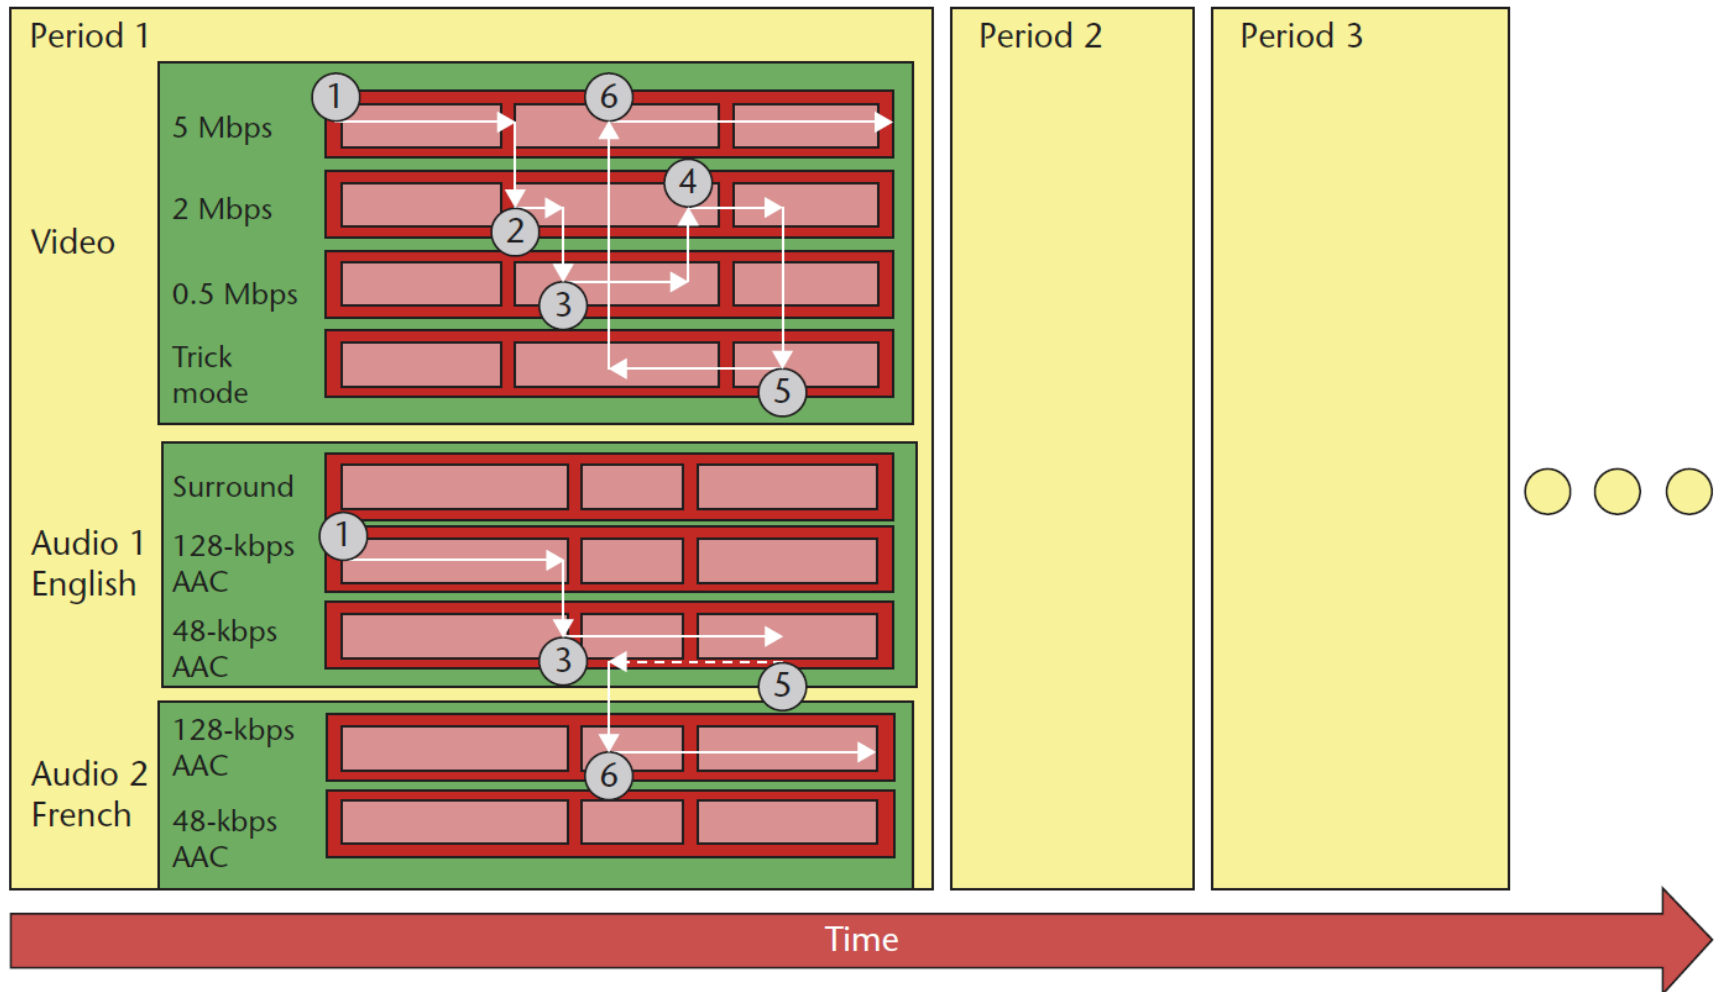 Period 1
Period 2
Period 3
Video
5 Mbps
1
6
2 Mbps
4
2
0.5 Mbps
3
Trick
mode
5
Audio 1
English
Surround
1
128-kbps
AAC
48-kbps
AAC
3
5
Audio 2
French
128-kbps
AAC
6
48-kbps
AAC
Time